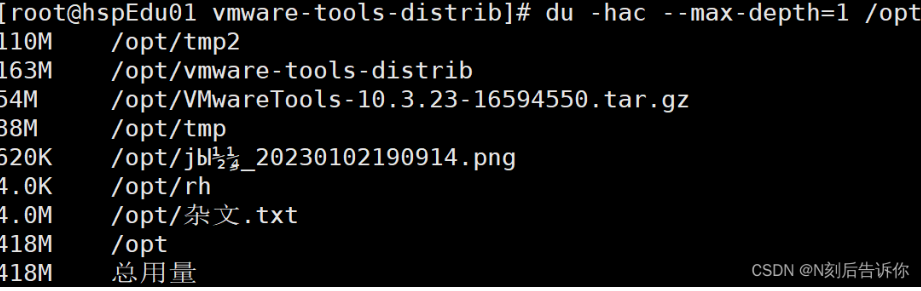 [root@hspEdu01 vmware-tools-distrib]# du -hac --max-depth=1 /opt
110M /opt/tmp2
163M /opt/vmware-tools-distrib
54M /opt/VMwareTools-10.3.23-16594550.tar.gz
88M /opt/tmp
620K /opt/jЫ½¼_20230102190914.png
4.0K /opt/rh
4.0M /opt/杂文.txt
418M /opt
418M 总用量
CSDN @N刻后告诉你